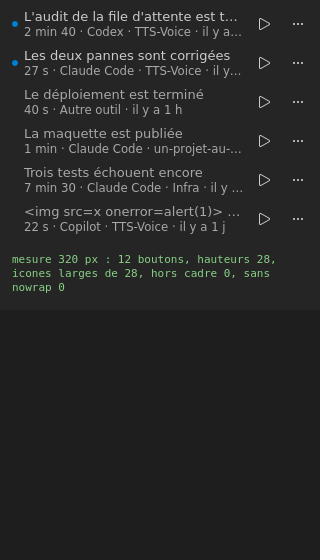 L'audit de la file d'attente est t...
2 min 40 · Codex · TTS-Voice · il y a...
Les deux pannes sont corrigées
27 s · Claude Code · TTS-Voice · il y...
Le déploiement est terminé
40 s · Autre outil · il y a 1 h
La maquette est publiée
1 min · Claude Code · un-projet-au-...
Trois tests échouent encore
7 min 30 · Claude Code · Infra · il y ...
<img src=x onerror=alert(1)> ...
22 s · Copilot · TTS-Voice · il y a 1 j
mesure 320 px : 12 boutons, hauteurs 28,
icones larges de 28, hors cadre 0, sans
nowrap 0